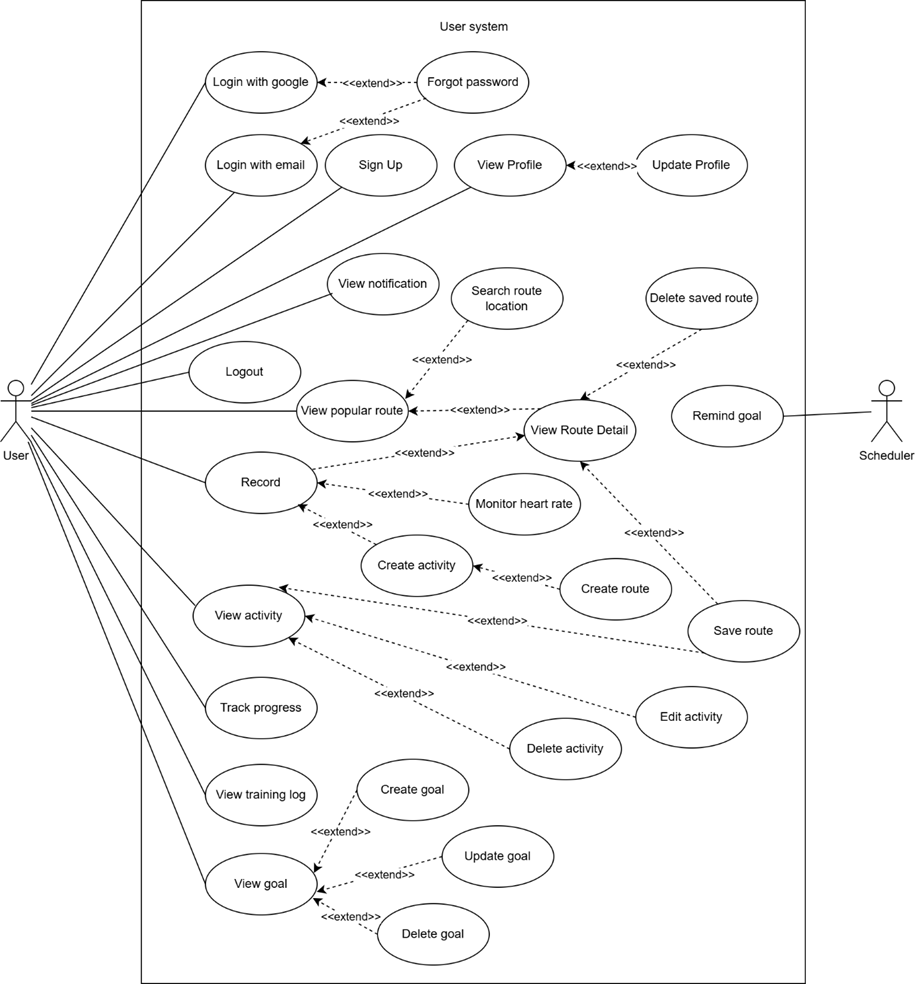 User system
Login with google
<<extend>>
Forgot password
<<extend>>
Login with email
Sign Up
View Profile
<<extend>>
Update Profile
View notification
Search route
location
Delete saved route
<<extend>>
<<extend>>
Logout
View popular route
<<extend>>
View Route Detail
Remind goal
User
Scheduler
<<extend>>
Record
<<extend>>
Monitor heart rate
<<extend>>
<<extend>>
Create activity
<<extend>>
Create route
View activity
<<extend>>
Save route
<<extend>>
<<extend>>
Track progress
Edit activity
Delete activity
View training log
Create goal
<<extend>>
Update goal
<<extend>>
View goal
<<extend>>
Delete goal